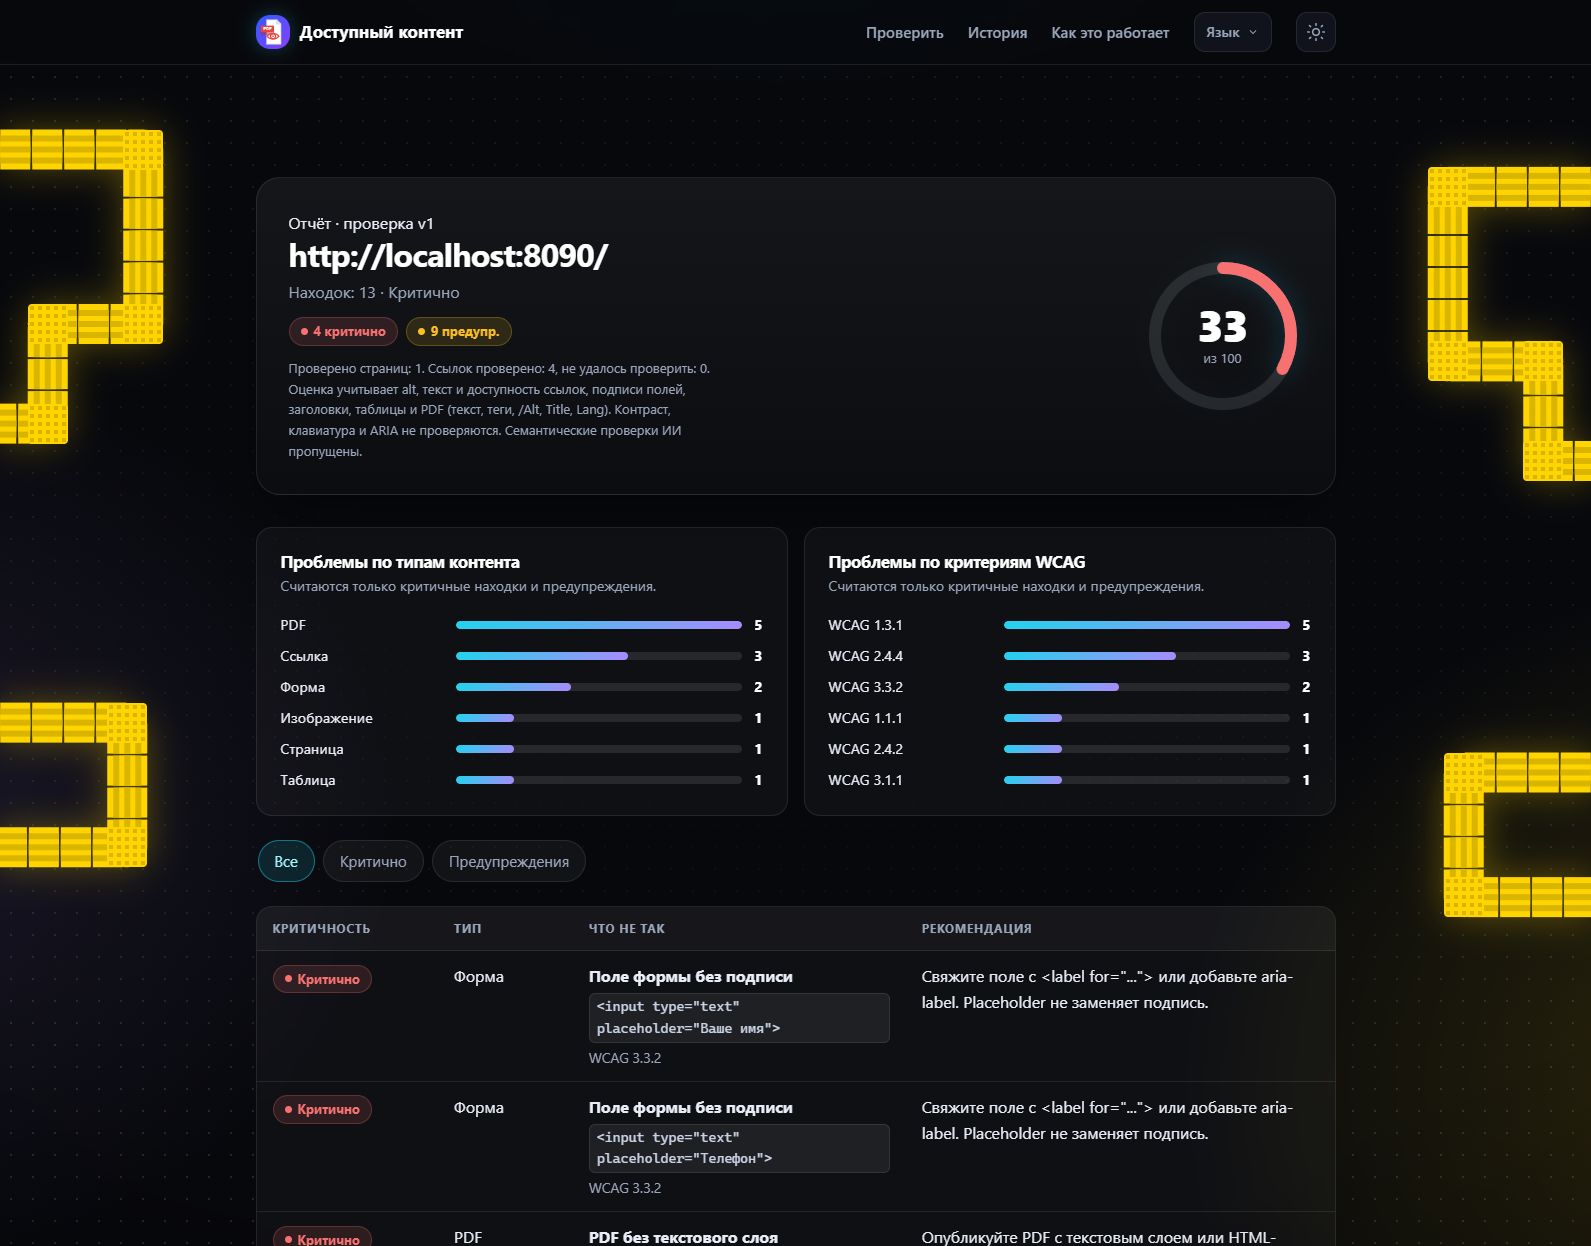 Доступный контент
Проверить
История
Как это работает
Язык
Отчёт · проверка v1
http://localhost:8090/
Находок: 13 · Критично
4 критично
9 предупр.
Проверено страниц: 1. Ссылок проверено: 4, не удалось проверить: 0.
Оценка учитывает alt, текст и доступность ссылок, подписи полей,
заголовки, таблицы и PDF (текст, теги, /Alt, Title, Lang). Контраст,
клавиатура и ARIA не проверяются. Семантические проверки ИИ
пропущены.
33
из 100
Проблемы по типам контента
Считаются только критичные находки и предупреждения.
PDF 5
Ссылка 3
Форма 2
Изображение 1
Страница 1
Таблица 1
Проблемы по критериям WCAG
Считаются только критичные находки и предупреждения.
WCAG 1.3.1 5
WCAG 2.4.4 3
WCAG 3.3.2 2
WCAG 1.1.1 1
WCAG 2.4.2 1
WCAG 3.1.1 1
Все
Критично
Предупреждения
КРИТИЧНОСТЬ
ТИП
ЧТО НЕ ТАК
РЕКОМЕНДАЦИЯ
Критично
Форма
Поле формы без подписи
<input type="text"
placeholder="Ваше имя">
WCAG 3.3.2
Свяжите поле с <label for="..."> или добавьте aria-
label. Placeholder не заменяет подпись.
Критично
Форма
Поле формы без подписи
<input type="text"
placeholder="Телефон">
WCAG 3.3.2
Свяжите поле с <label for="..."> или добавьте aria-
label. Placeholder не заменяет подпись.
Критично
PDF
PDF без текстового слоя
Опубликуйте PDF с текстовым слоем или HTML-